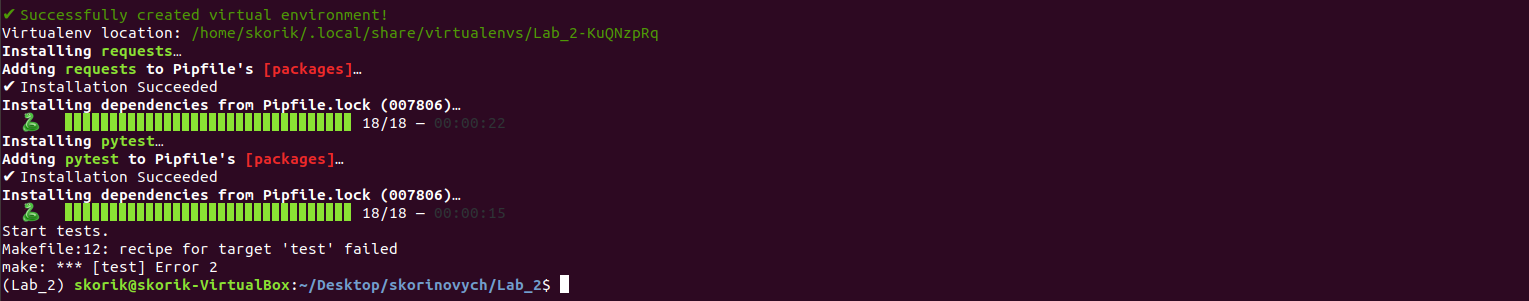 ✔ Successfully created virtual environment!
Virtualenv location: /home/skorik/.local/share/virtualenvs/Lab_2-KuQNzpRq
Installing requests…
Adding requests to Pipfile's [packages]…
✔ Installation Succeeded
Installing dependencies from Pipfile.lock (007806)…
18/18 — 00:00:22
Installing pytest…
Adding pytest to Pipfile's [packages]…
✔ Installation Succeeded
Installing dependencies from Pipfile.lock (007806)…
18/18 — 00:00:15
Start tests.
Makefile:12: recipe for target 'test' failed
make: *** [test] Error 2
(Lab_2) skorik@skorik-VirtualBox:~/Desktop/skorinovych/Lab_2$